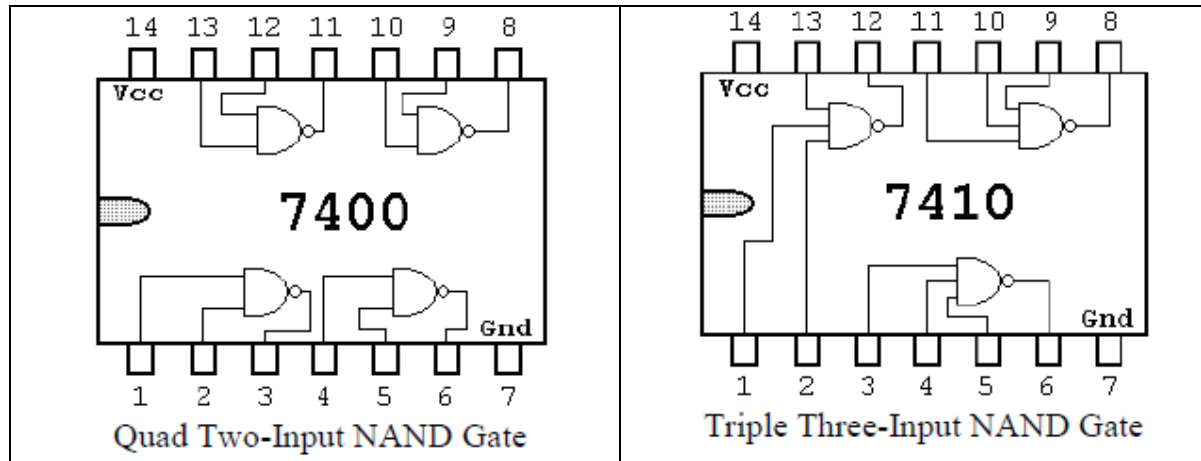 14 13 12 11 10 9 8
Vcc
7400
Gnd
1 2 3 4 5 6 7
Quad Two-Input NAND Gate
14 13 12 11 10 9 8
Vcc
7410
Gnd
1 2 3 4 5 6 7
Triple Three-Input NAND Gate